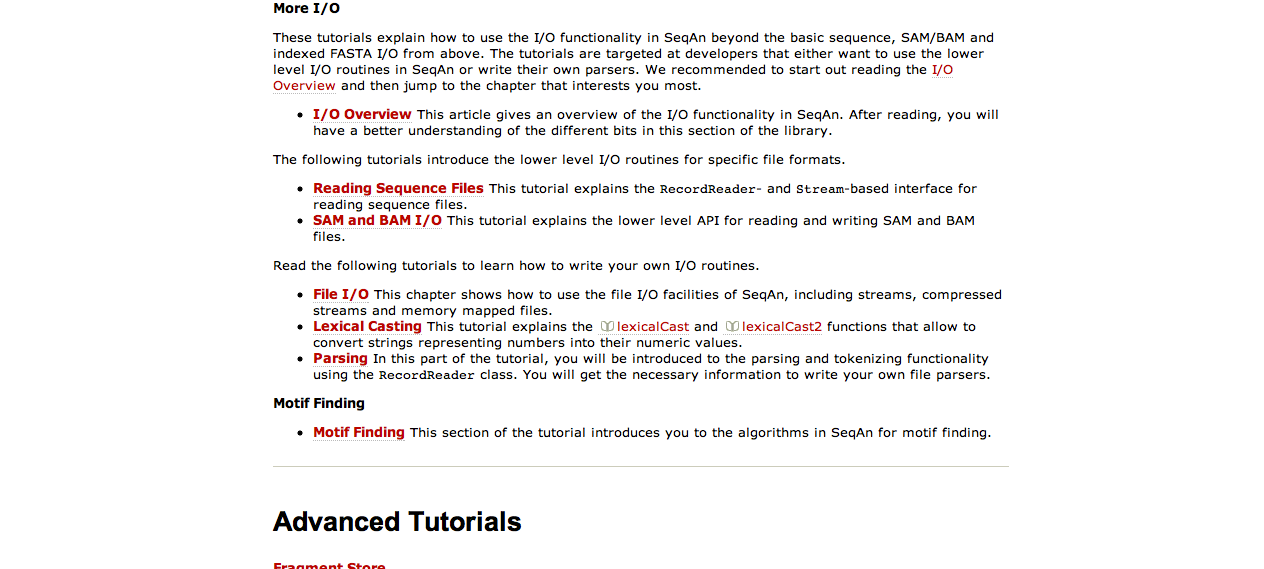 More I/O
These tutorials explain how to use the I/O functionality in SeqAn beyond the basic sequence, SAM/BAM and
indexed FASTA I/O from above. The tutorials are targeted at developers that either want to use the lower
level I/O routines in SeqAn or write their own parsers. We recommended to start out reading the I/O
Overview and then jump to the chapter that interests you most.
• I/O Overview This article gives an overview of the I/O functionality in SeqAn. After reading, you will
have a better understanding of the different bits in this section of the library.
The following tutorials introduce the lower level I/O routines for specific file formats.
• Reading Sequence Files This tutorial explains the RecordReader- and Stream-based interface for
reading sequence files.
• SAM and BAM I/O This tutorial explains the lower level API for reading and writing SAM and BAM
files.
Read the following tutorials to learn how to write your own I/O routines.
• File I/O This chapter shows how to use the file I/O facilities of SeqAn, including streams, compressed
streams and memory mapped files.
• Lexical Casting This tutorial explains the lexicalCast and lexicalCast2 functions that allow to
convert strings representing numbers into their numeric values.
• Parsing In this part of the tutorial, you will be introduced to the parsing and tokenizing functionality
using the RecordReader class. You will get the necessary information to write your own file parsers.
Motif Finding
• Motif Finding This section of the tutorial introduces you to the algorithms in SeqAn for motif finding.
Advanced Tutorials
Fragment Store